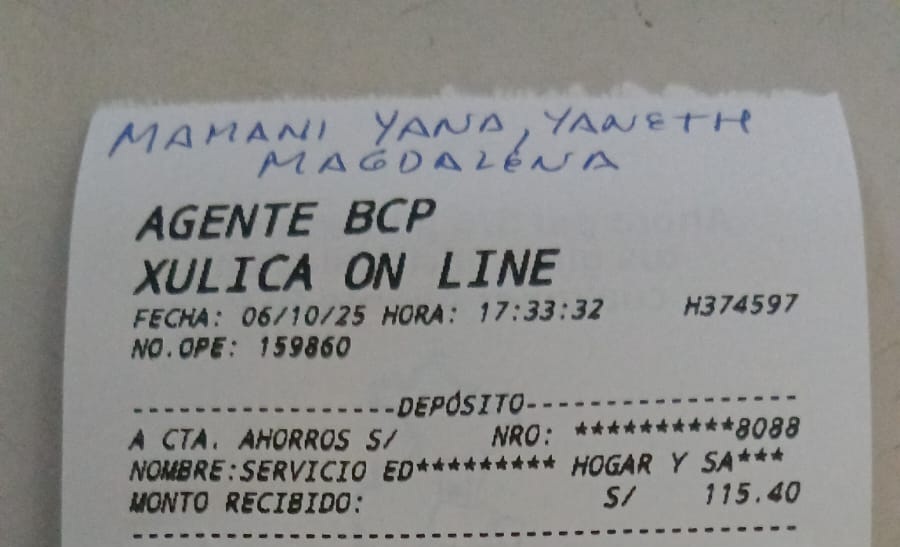 MAMANI YANA, YANETH
MAGDALENA
AGENTE BCP
XULICA ON LINE
FECHA: 06/10/25 HORA: 17:33:32 H374597
NO.OPE: 159860
-----------------DEPÓSITO-----------------
A CTA. AHORROS S/ NRO: **********8088
NOMBRE:SERVICIO ED********* HOGAR Y SA***
MONTO RECIBIDO: S/ 115.40